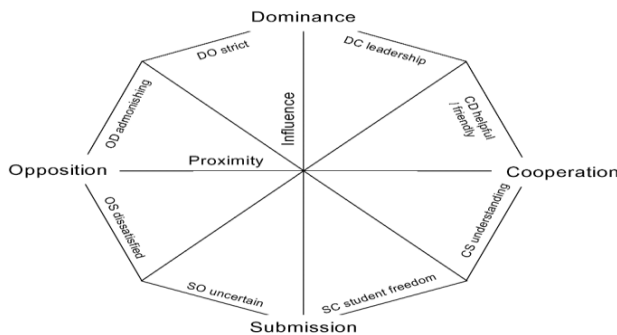 Dominance
DO strict
DC leadership
OD admonishing
Influence
CD helpful
/ friendly
Proximity
Opposition
Cooperation
OS dissatisfied
CS understanding
SO uncertain
SC student freedom
Submission